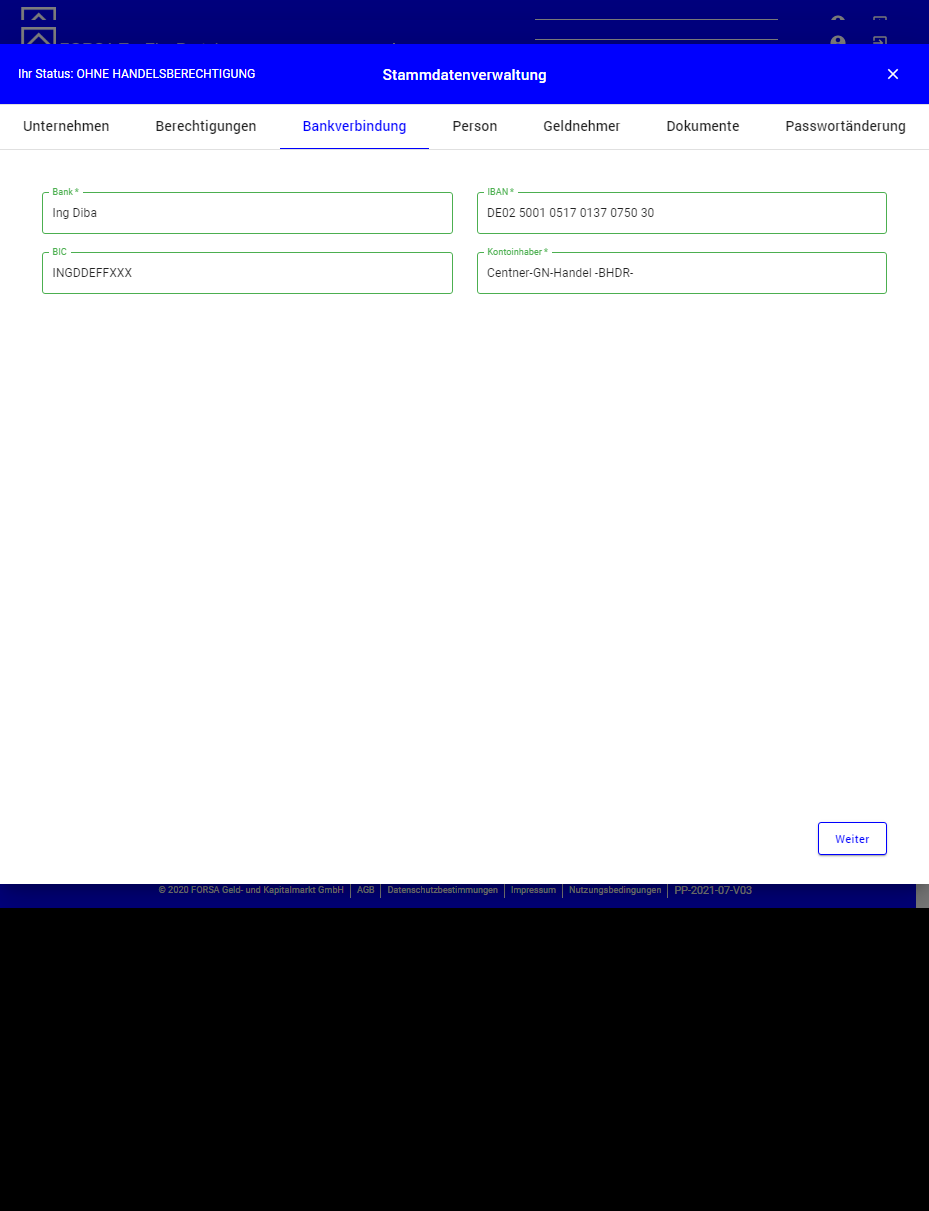 Ihr Status: OHNE HANDELSBERECHTIGUNG
Stammdatenverwaltung
Unternehmen Berechtigungen Bankverbindung Person Geldnehmer Dokumente Passwortänderung
Bank * IBAN *
Ing Diba DE02 5001 0517 0137 0750 30
BIC Kontoinhaber *
INGDDEFFXXX Centner-GN-Handel -BHDR-
Weiter
© 2020 FORSA Geld- und Kapitalmarkt GmbH | AGB | Datenschutzbestimmungen | Impressum | Nutzungsbedingungen | PP-2021-07-V03